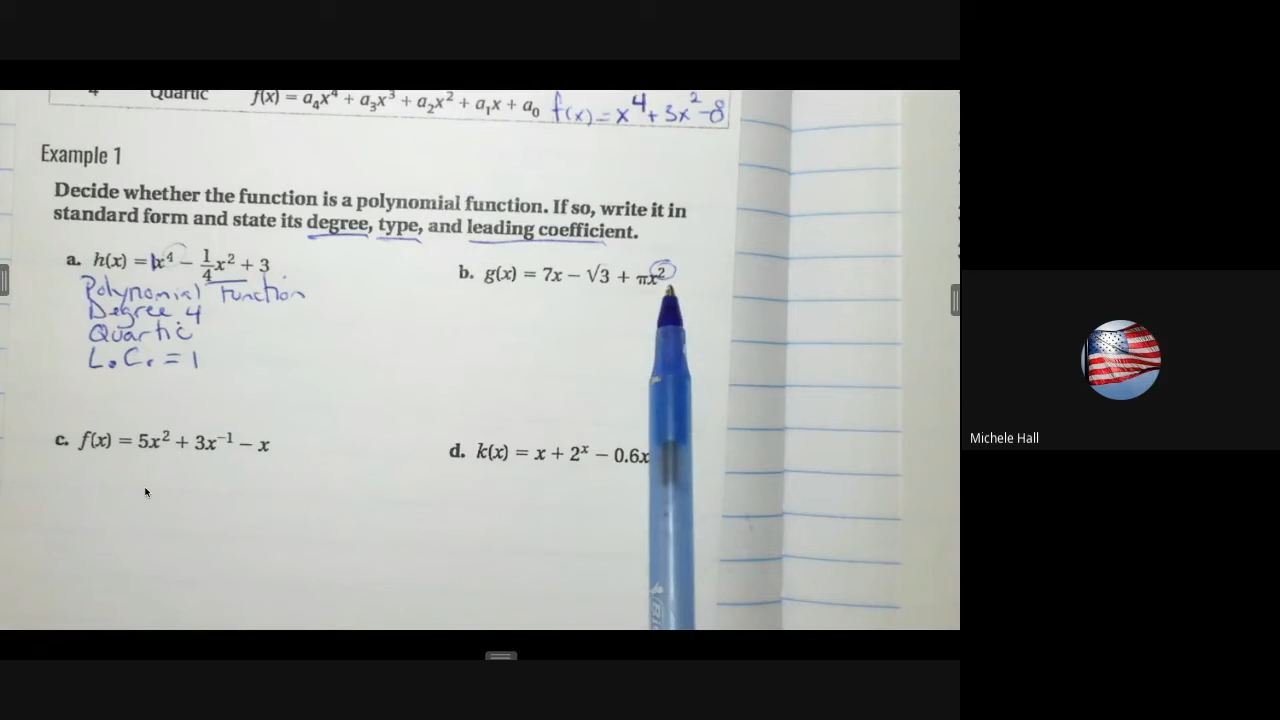 4 Quartic f(x) = a₄x⁴ + a₃x³ + a₂x² + a₁x + a₀ f(x) = x⁴ + 3x² - 8
Example 1
Decide whether the function is a polynomial function. If so, write it in
standard form and state its degree, type, and leading coefficient.
a. h(x) = 1x⁴ − 1/4x² + 3
Polynomial Function
Degree 4
Quartic
L.C. = 1
b. g(x) = 7x − √3 + πx²
c. f(x) = 5x² + 3x⁻¹ − x
d. k(x) = x + 2ˣ − 0.6x
Michele Hall